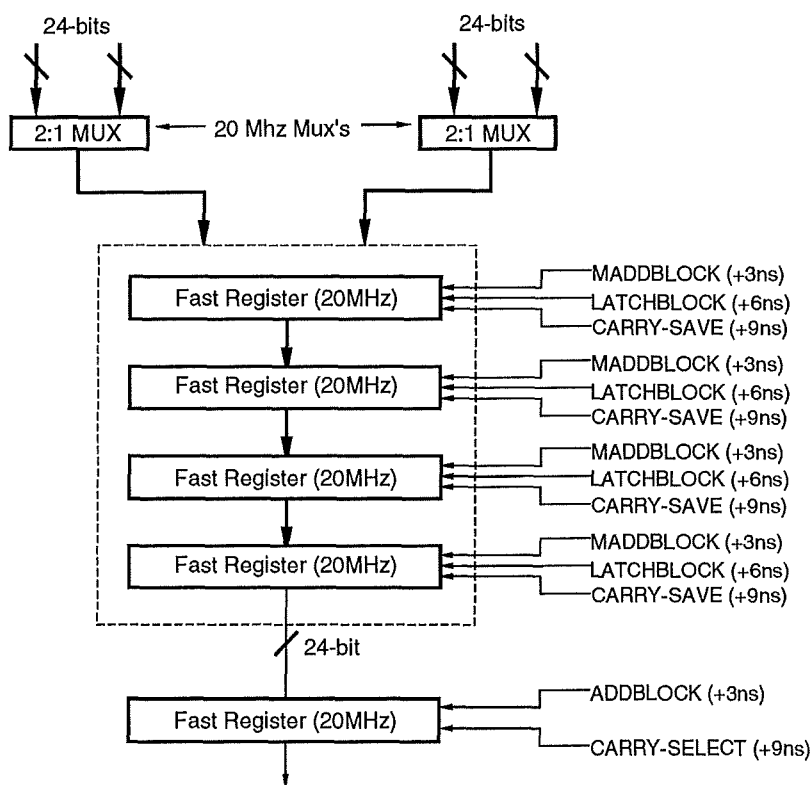 24-bits
24-bits
2:1 MUX
20 Mhz Mux's
2:1 MUX
Fast Register (20MHz)
MADDBLOCK (+3ns)
LATCHBLOCK (+6ns)
CARRY-SAVE (+9ns)
Fast Register (20MHz)
MADDBLOCK (+3ns)
LATCHBLOCK (+6ns)
CARRY-SAVE (+9ns)
Fast Register (20MHz)
MADDBLOCK (+3ns)
LATCHBLOCK (+6ns)
CARRY-SAVE (+9ns)
Fast Register (20MHz)
MADDBLOCK (+3ns)
LATCHBLOCK (+6ns)
CARRY-SAVE (+9ns)
24-bit
Fast Register (20MHz)
ADDBLOCK (+3ns)
CARRY-SELECT (+9ns)